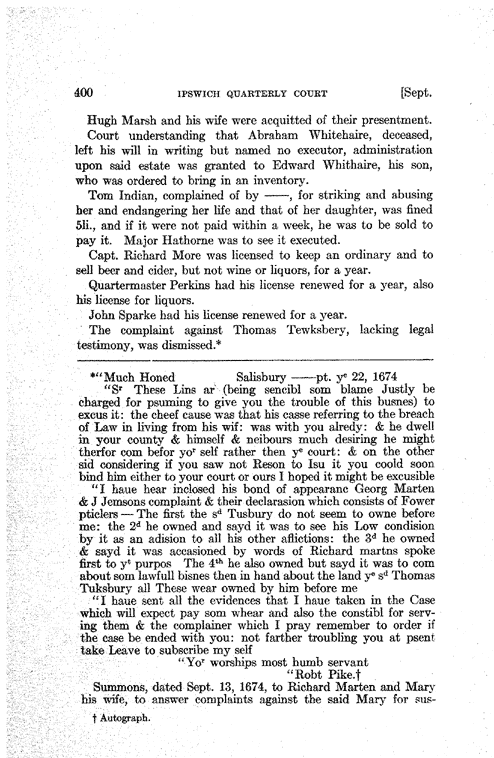 400 IPSWICH QUARTERLY COURT [Sept.
Hugh Marsh and his wife were acquitted of their presentment.
Court understanding that Abraham Whitehaire, deceased,
left his will in writing but named no executor, administration
upon said estate was granted to Edward Whithaire, his son,
who was ordered to bring in an inventory.
Tom Indian, complained of by ——, for striking and abusing
her and endangering her life and that of her daughter, was fined
5li., and if it were not paid within a week, he was to be sold to
pay it. Major Hathorne was to see it executed.
Capt. Richard More was licensed to keep an ordinary and to
sell beer and cider, but not wine or liquors, for a year.
Quartermaster Perkins had his license renewed for a year, also
his license for liquors.
John Sparke had his license renewed for a year.
The complaint against Thomas Tewksbery, lacking legal
testimony, was dismissed.*
*"Much Honed Salisbury ——pt. yᵉ 22, 1674
"Sʳ These Lins ar (being sencibl som blame Justly be
charged for psuming to give you the trouble of this busnes) to
excus it: the cheef cause was that his casse referring to the breach
of Law in living from his wif: was with you alredy: & he dwell
in your county & himself & neibours much desiring he might
therfor com befor yoʳ self rather then yᵉ court: & on the other
sid considering if you saw not Reson to Isu it you coold soon
bind him either to your court or ours I hoped it might be excusible
"I haue hear inclosed his bond of appearanc Georg Marten
& J Jemsons complaint & their declarasion which consists of Fower
pticlers—The first the sᵈ Tusbury do not seem to owne before
me: the 2ᵈ he owned and sayd it was to see his Low condision
by it as an adision to all his other aflictions: the 3ᵈ he owned
& sayd it was accasioned by words of Richard martns spoke
first to yᵗ purpos The 4ᵗʰ he also owned but sayd it was to com
about som lawfull bisnes then in hand about the land yᵉ sᵈ Thomas
Tuksbury all These wear owned by him before me
"I haue sent all the evidences that I haue taken in the Case
which will expect pay som whear and also the constibl for serv-
ing them & the complainer which I pray remember to order if
the case be ended with you: not farther troubling you at psent
take Leave to subscribe my self
"Yoʳ worships most humb servant
"Robt Pike.†
Summons, dated Sept. 13, 1674, to Richard Marten and Mary
his wife, to answer complaints against the said Mary for sus-
† Autograph.